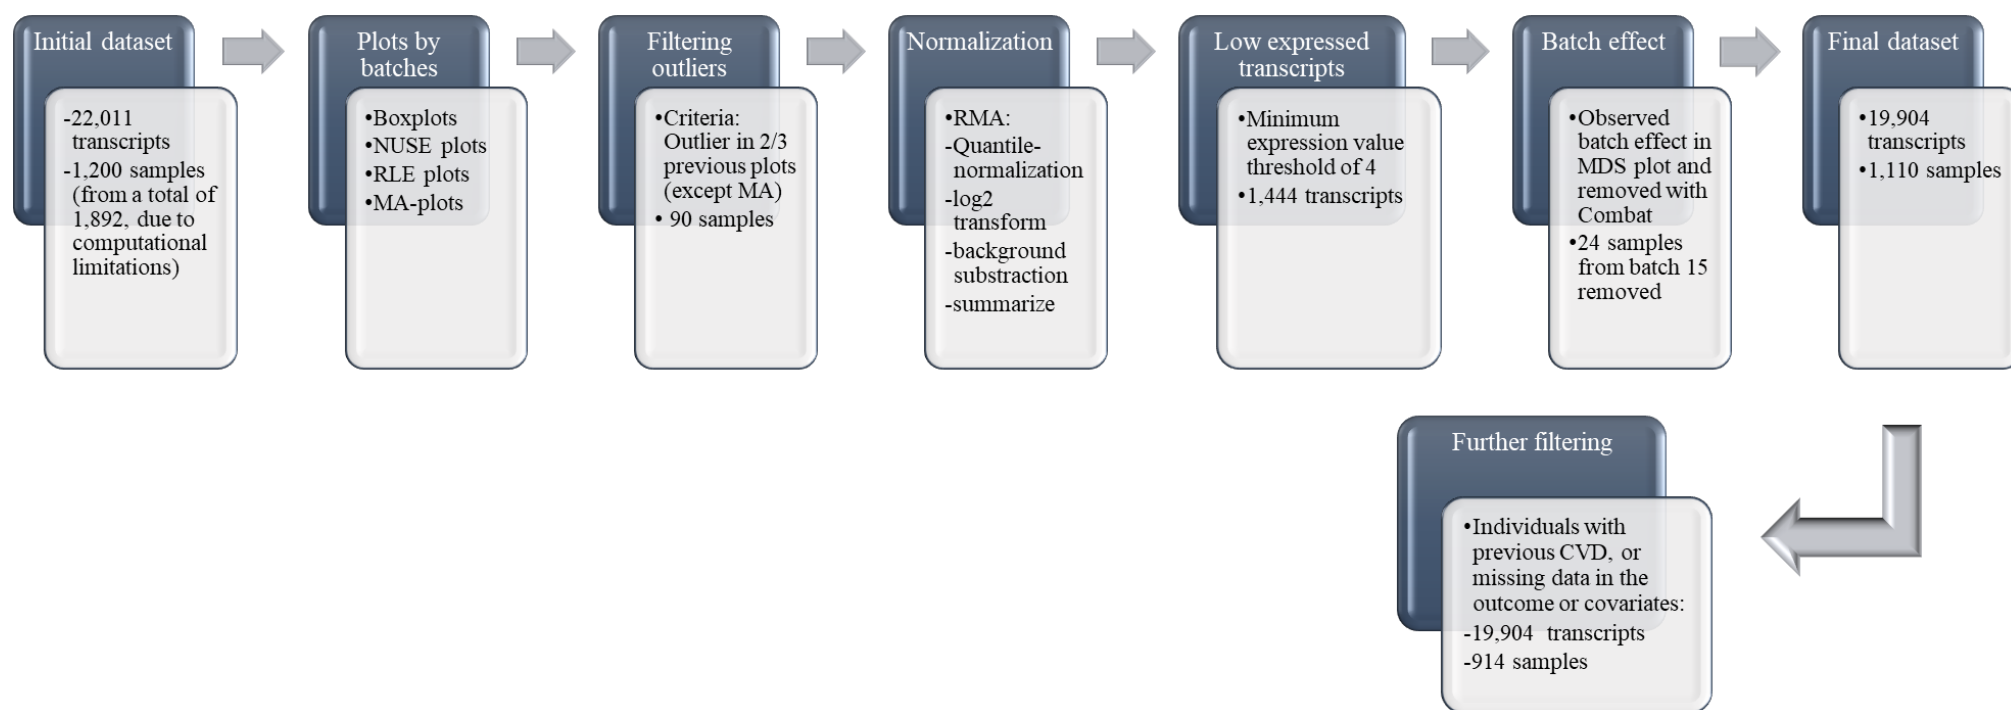 Initial dataset
-22,011
transcripts
-1,200 samples
(from a total of
1,892, due to
computational
limitations)
Plots by
batches
•Boxplots
•NUSE plots
•RLE plots
•MA-plots
Filtering
outliers
•Criteria:
Outlier in 2/3
previous plots
(except MA)
• 90 samples
Normalization
•RMA:
-Quantile-
normalization
-log2
transform
-background
substraction
-summarize
Low expressed
transcripts
•Minimum
expression value
threshold of 4
•1,444 transcripts
Batch effect
•Observed
batch effect in
MDS plot and
removed with
Combat
•24 samples
from batch 15
removed
Final dataset
•19,904
transcripts
•1,110 samples
Further filtering
•Individuals with
previous CVD, or
missing data in the
outcome or covariates:
-19,904 transcripts
-914 samples